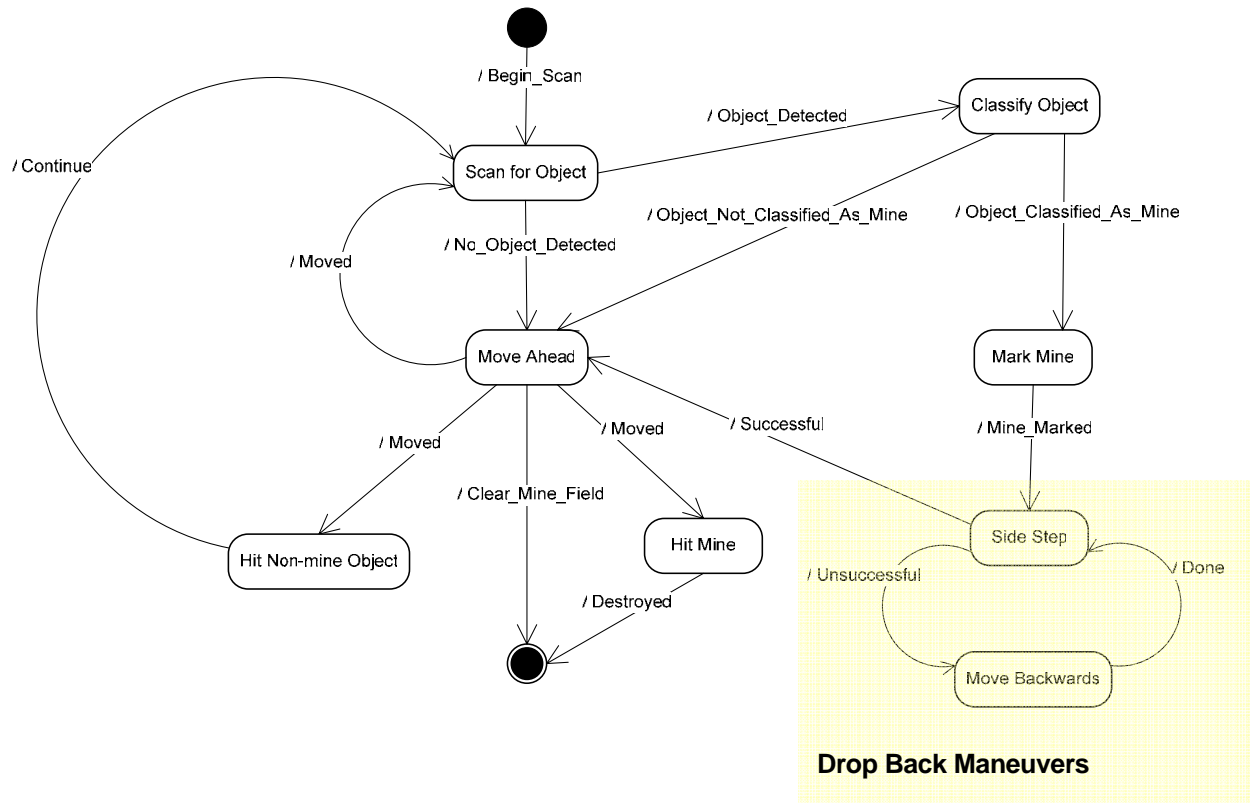 / Begin_Scan
Classify Object
/ Object_Detected
/ Continue
Scan for Object
/ Object_Not_Classified_As_Mine
/ Object_Classified_As_Mine
/ No_Object_Detected
/ Moved
Move Ahead
Mark Mine
/ Successful
/ Mine_Marked
/ Moved
/ Moved
/ Clear_Mine_Field
Side Step
Hit Mine
Hit Non-mine Object
/ Unsuccessful
/ Done
/ Destroyed
Move Backwards
Drop Back Maneuvers